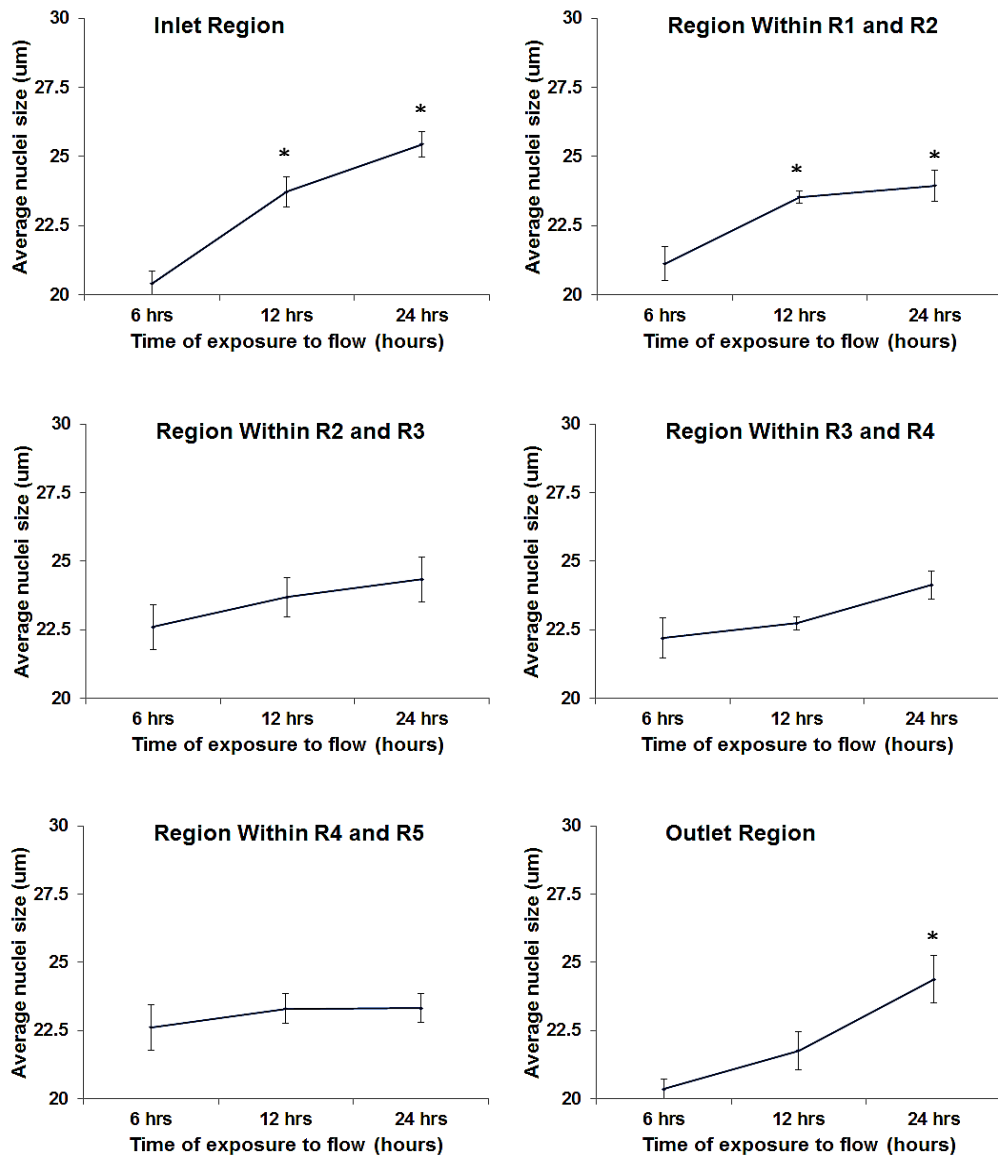 Inlet Region
Average nuclei size (um)
30
27.5
25
22.5
20
*
*
6 hrs 12 hrs 24 hrs
Time of exposure to flow (hours)
Region Within R1 and R2
Average nuclei size (um)
30
27.5
25
22.5
20
*
*
6 hrs 12 hrs 24 hrs
Time of exposure to flow (hours)
Region Within R2 and R3
Average nuclei size (um)
30
27.5
25
22.5
20
6 hrs 12 hrs 24 hrs
Time of exposure to flow (hours)
Region Within R3 and R4
Average nuclei size (um)
30
27.5
25
22.5
20
6 hrs 12 hrs 24 hrs
Time of exposure to flow (hours)
Region Within R4 and R5
Average nuclei size (um)
30
27.5
25
22.5
20
6 hrs 12 hrs 24 hrs
Time of exposure to flow (hours)
Outlet Region
Average nuclei size (um)
30
27.5
25
22.5
20
*
6 hrs 12 hrs 24 hrs
Time of exposure to flow (hours)